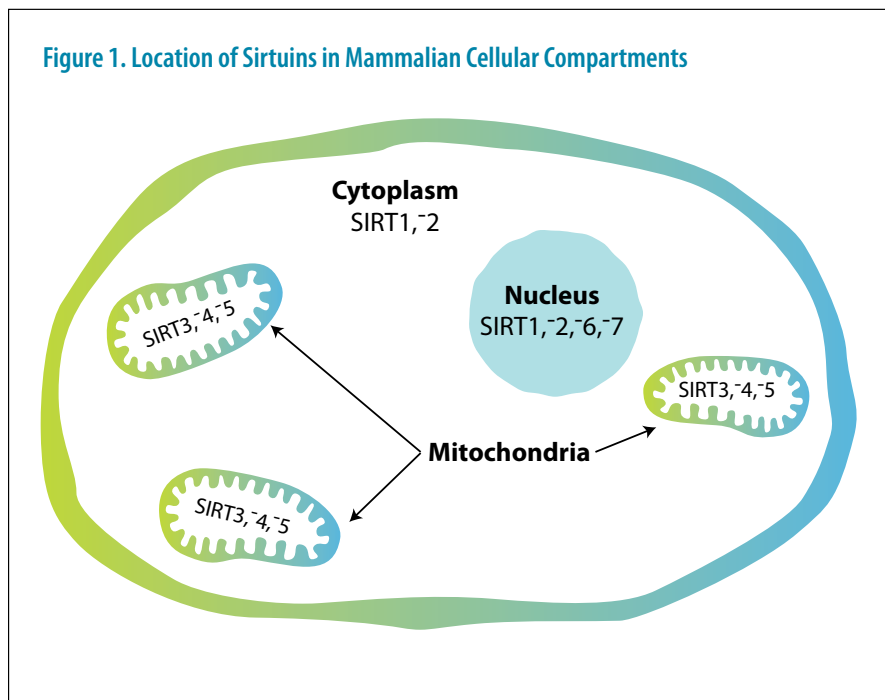 Figure 1. Location of Sirtuins in Mammalian Cellular Compartments
Cytoplasm
SIRT1,⁻2
Nucleus
SIRT1,⁻2,⁻6,⁻7
SIRT3,⁻4,⁻5
SIRT3,⁻4,⁻5
Mitochondria
SIRT3,⁻4,⁻5